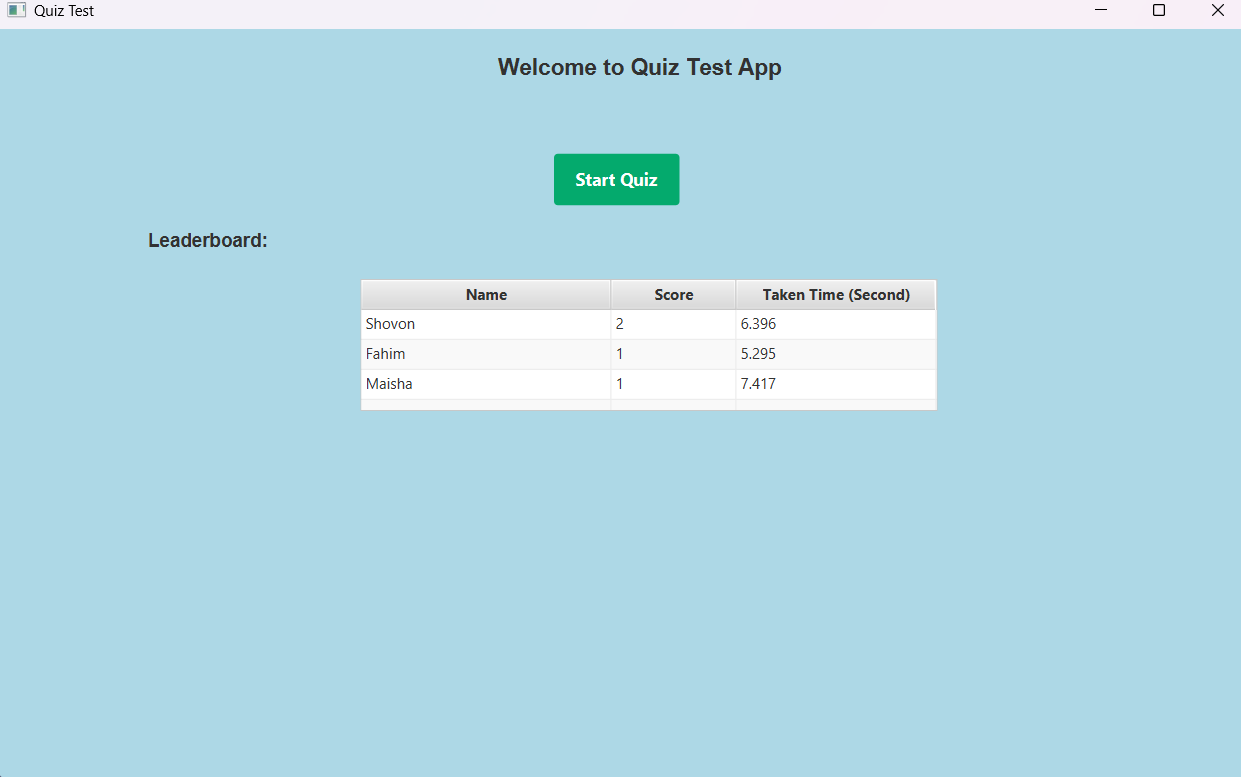 Quiz Test
Welcome to Quiz Test App
Start Quiz
Leaderboard:
Name Score Taken Time (Second)
Shovon 2 6.396
Fahim 1 5.295
Maisha 1 7.417